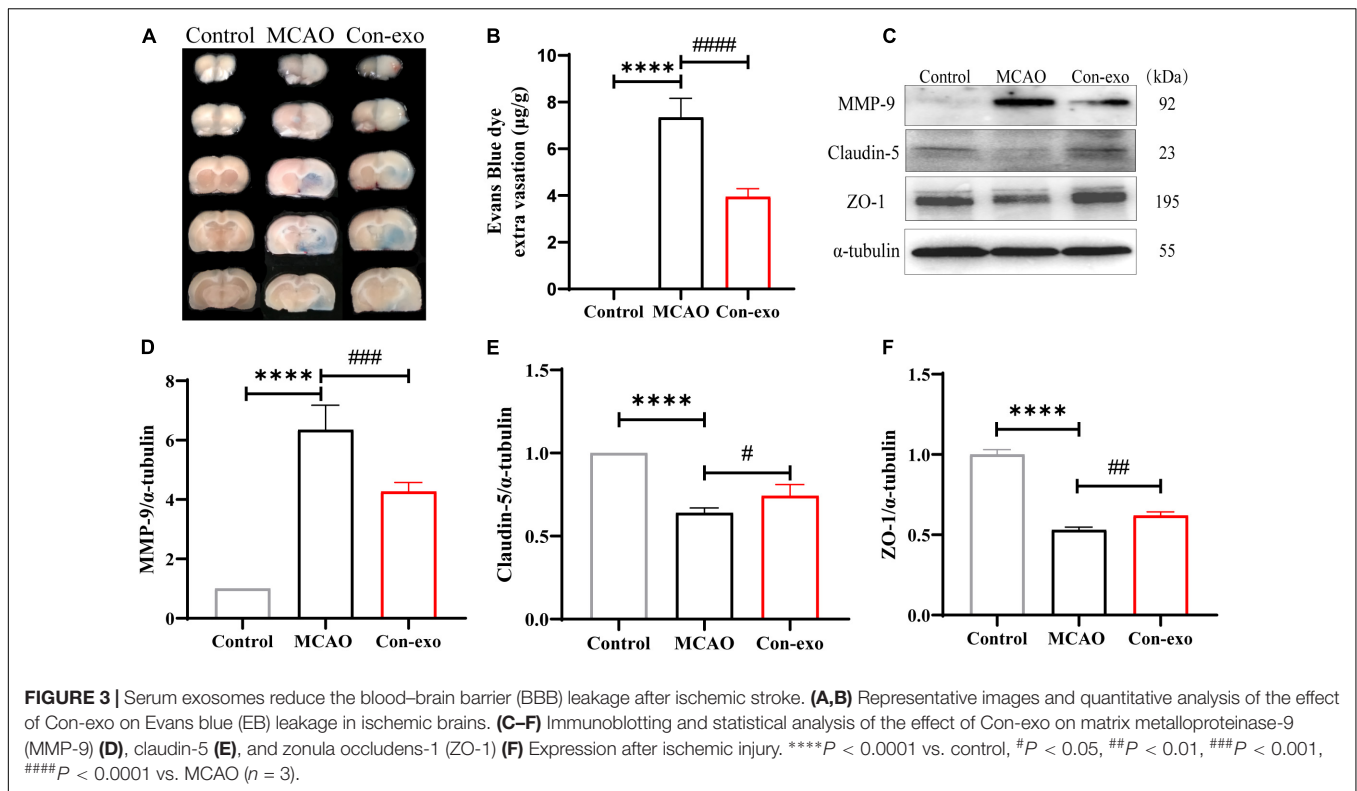 A
Control MCAO Con-exo
B
Evans Blue dye
extra vasation (μg/g)
10
8
6
4
2
0
****
####
Control MCAO Con-exo
C
Control MCAO Con-exo (kDa)
MMP-9 92
Claudin-5 23
ZO-1 195
α-tubulin 55
D
MMP-9/α-tubulin
8
6
4
2
0
****
###
Control MCAO Con-exo
E
Claudin-5/α-tubulin
1.5
1.0
0.5
0.0
****
#
Control MCAO Con-exo
F
ZO-1/α-tubulin
1.5
1.0
0.5
0.0
****
##
Control MCAO Con-exo
FIGURE 3 | Serum exosomes reduce the blood–brain barrier (BBB) leakage after ischemic stroke. (A,B) Representative images and quantitative analysis of the effect
of Con-exo on Evans blue (EB) leakage in ischemic brains. (C–F) Immunoblotting and statistical analysis of the effect of Con-exo on matrix metalloproteinase-9
(MMP-9) (D), claudin-5 (E), and zonula occludens-1 (ZO-1) (F) Expression after ischemic injury. ****P < 0.0001 vs. control, #P < 0.05, ##P < 0.01, ###P < 0.001,
####P < 0.0001 vs. MCAO (n = 3).